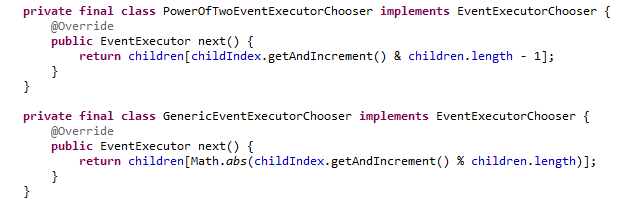 private final class PowerOfTwoEventExecutorChooser implements EventExecutorChooser {
    @Override
    public EventExecutor next() {
        return children[childIndex.getAndIncrement() & children.length - 1];
    }
}

private final class GenericEventExecutorChooser implements EventExecutorChooser {
    @Override
    public EventExecutor next() {
        return children[Math.abs(childIndex.getAndIncrement() % children.length)];
    }
}